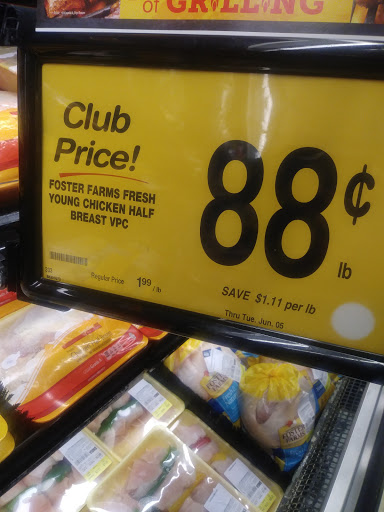 OF GRILLING
Club
Price!
FOSTER FARMS FRESH
YOUNG CHICKEN HALF
BREAST VPC
88¢
lb
Regular Price 1.99 / lb
SAVE $1.11 per lb
Thru Tue. Jun. 05